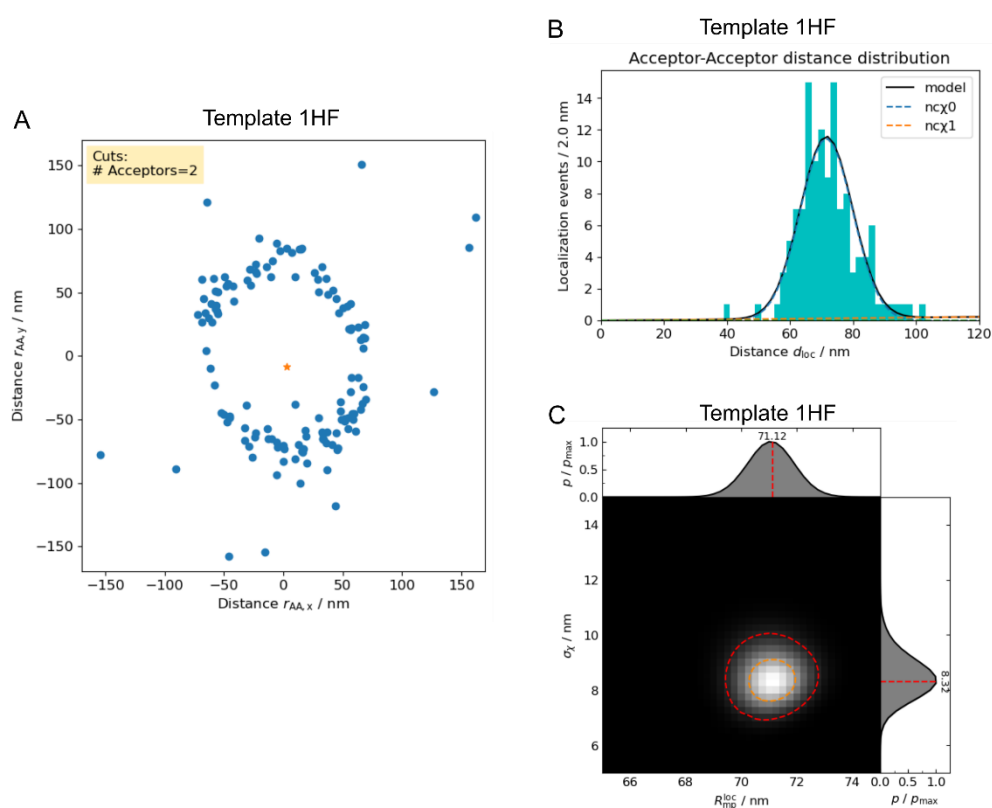 A
Template 1HF
Cuts:
# Acceptors=2
150
100
50
0
−50
−100
−150
−150
−100
−50
0
50
100
150
Distance rAA, y / nm
Distance rAA, x / nm
B
Template 1HF
Acceptor-Acceptor distance distribution
model
ncχ0
ncχ1
14
12
10
8
6
4
2
0
0
20
40
60
80
100
120
Localization events / 2.0 nm
Distance dloc / nm
C
Template 1HF
71.12
1.0
0.5
0.0
p / pmax
14
12
10
8
6
σχ / nm
8.32
66
68
70
72
74
0.0
0.5
1.0
R^loc_mp / nm
p / pmax